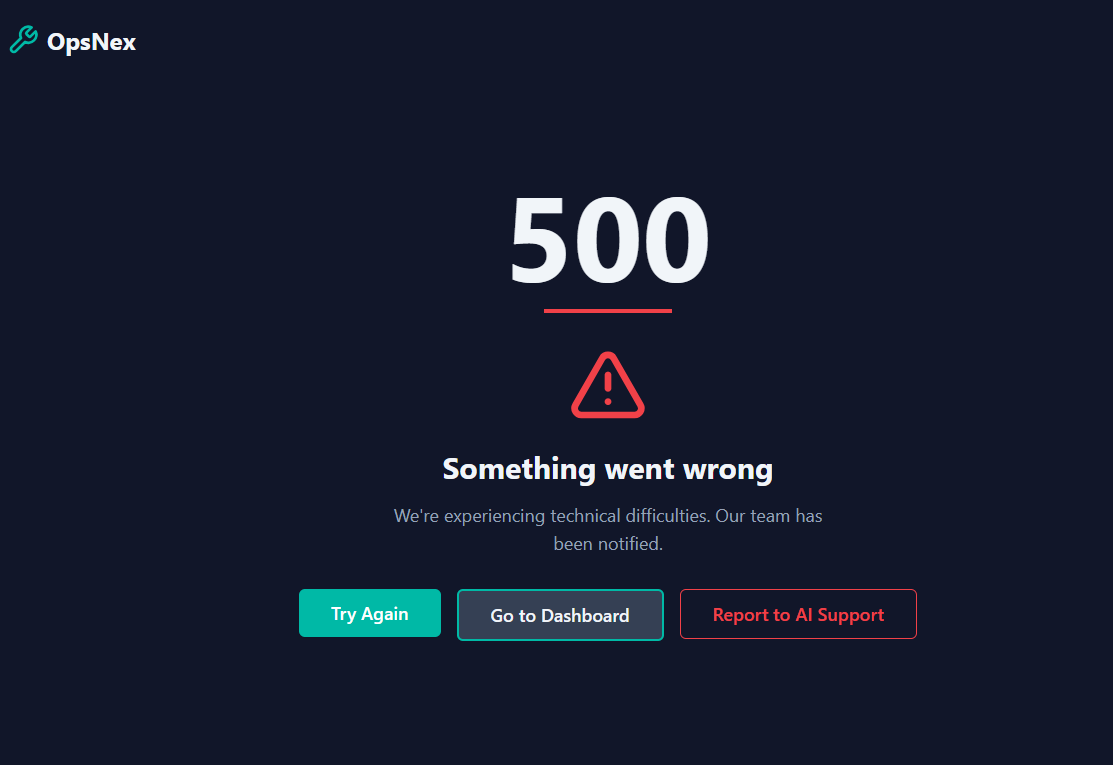 OpsNex
500
Something went wrong
We're experiencing technical difficulties. Our team has
been notified.
Try Again
Go to Dashboard
Report to AI Support